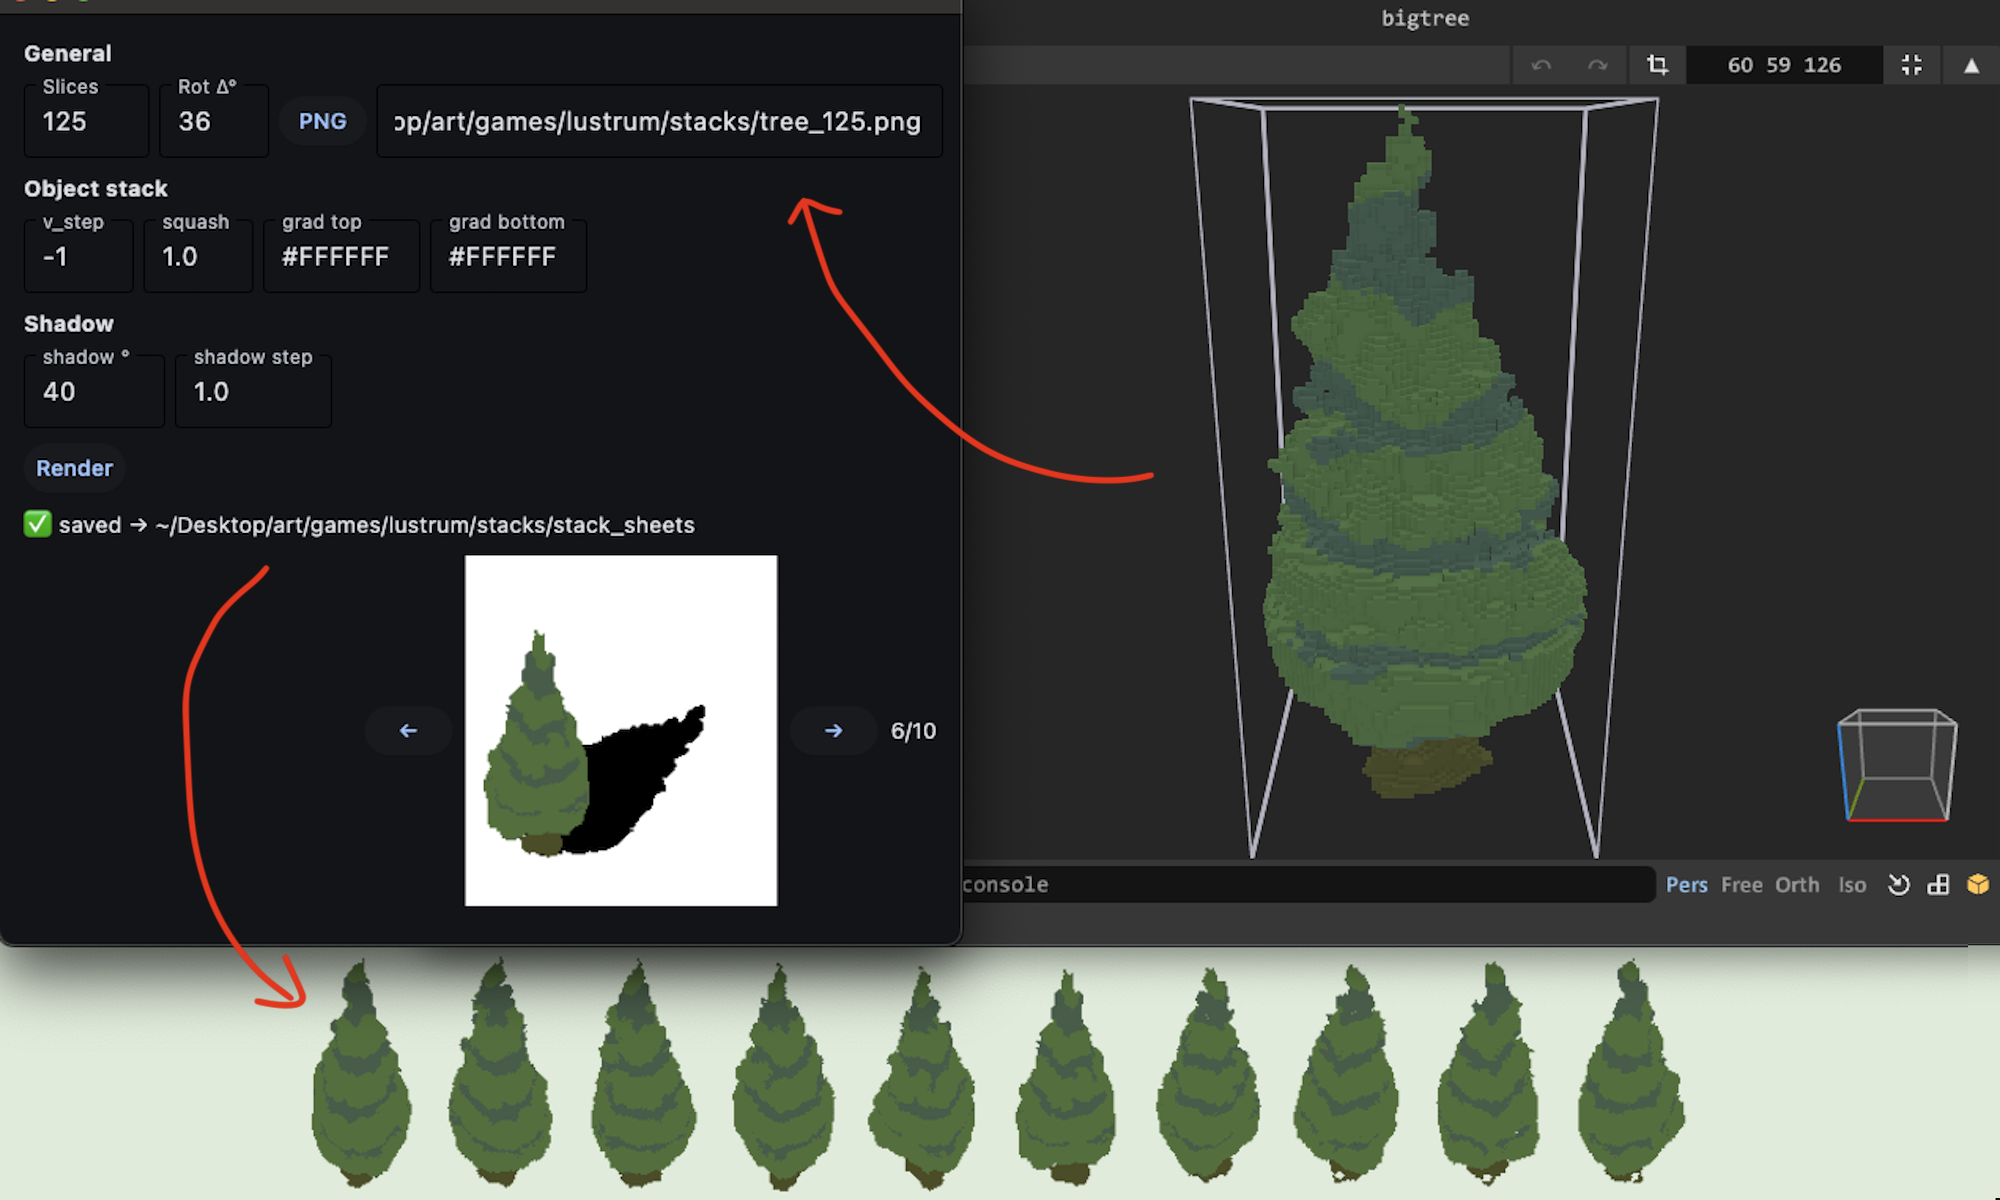 General
Slices
Rot Δ°
125
36
PNG
op/art/games/lustrum/stacks/tree_125.png
Object stack
v_step
squash
grad top
grad bottom
-1
1.0
#FFFFFF
#FFFFFF
Shadow
shadow °
shadow step
40
1.0
Render
✅ saved → ~/Desktop/art/games/lustrum/stacks/stack_sheets
←
→
6/10
bigtree
60 59 126
console
Pers Free Orth Iso